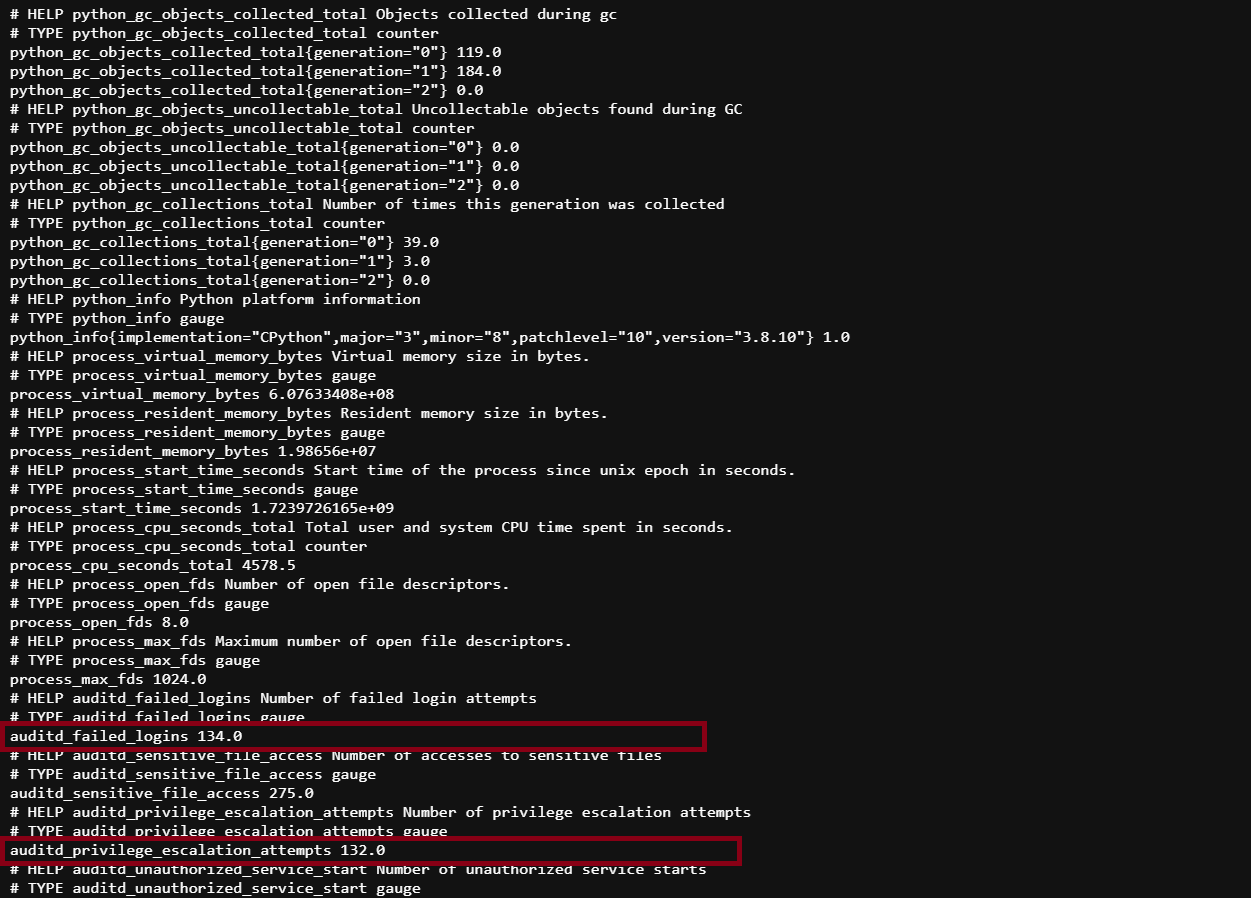 # HELP python_gc_objects_collected_total Objects collected during gc
# TYPE python_gc_objects_collected_total counter
python_gc_objects_collected_total{generation="0"} 119.0
python_gc_objects_collected_total{generation="1"} 184.0
python_gc_objects_collected_total{generation="2"} 0.0
# HELP python_gc_objects_uncollectable_total Uncollectable objects found during GC
# TYPE python_gc_objects_uncollectable_total counter
python_gc_objects_uncollectable_total{generation="0"} 0.0
python_gc_objects_uncollectable_total{generation="1"} 0.0
python_gc_objects_uncollectable_total{generation="2"} 0.0
# HELP python_gc_collections_total Number of times this generation was collected
# TYPE python_gc_collections_total counter
python_gc_collections_total{generation="0"} 39.0
python_gc_collections_total{generation="1"} 3.0
python_gc_collections_total{generation="2"} 0.0
# HELP python_info Python platform information
# TYPE python_info gauge
python_info{implementation="CPython",major="3",minor="8",patchlevel="10",version="3.8.10"} 1.0
# HELP process_virtual_memory_bytes Virtual memory size in bytes.
# TYPE process_virtual_memory_bytes gauge
process_virtual_memory_bytes 6.07633408e+08
# HELP process_resident_memory_bytes Resident memory size in bytes.
# TYPE process_resident_memory_bytes gauge
process_resident_memory_bytes 1.98656e+07
# HELP process_start_time_seconds Start time of the process since unix epoch in seconds.
# TYPE process_start_time_seconds gauge
process_start_time_seconds 1.7239726165e+09
# HELP process_cpu_seconds_total Total user and system CPU time spent in seconds.
# TYPE process_cpu_seconds_total counter
process_cpu_seconds_total 4578.5
# HELP process_open_fds Number of open file descriptors.
# TYPE process_open_fds gauge
process_open_fds 8.0
# HELP process_max_fds Maximum number of open file descriptors.
# TYPE process_max_fds gauge
process_max_fds 1024.0
# HELP auditd_failed_logins Number of failed login attempts
# TYPE auditd_failed_logins gauge
auditd_failed_logins 134.0
# HELP auditd_sensitive_file_access Number of accesses to sensitive files
# TYPE auditd_sensitive_file_access gauge
auditd_sensitive_file_access 275.0
# HELP auditd_privilege_escalation_attempts Number of privilege escalation attempts
# TYPE auditd_privilege_escalation_attempts gauge
auditd_privilege_escalation_attempts 132.0
# HELP auditd_unauthorized_service_start Number of unauthorized service starts
# TYPE auditd_unauthorized_service_start gauge